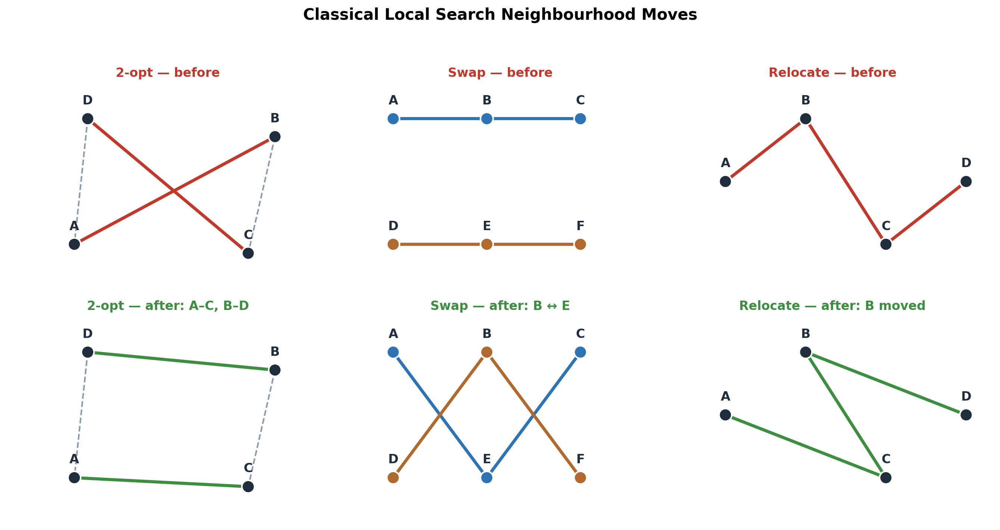 Classical Local Search Neighbourhood Moves
2-opt — before
D
B
A
C
Swap — before
A B C
D E F
Relocate — before
B
A
D
C
2-opt — after: A–C, B–D
D
B
A
C
Swap — after: B ↔ E
A B C
D E F
Relocate — after: B moved
B
A
D
C